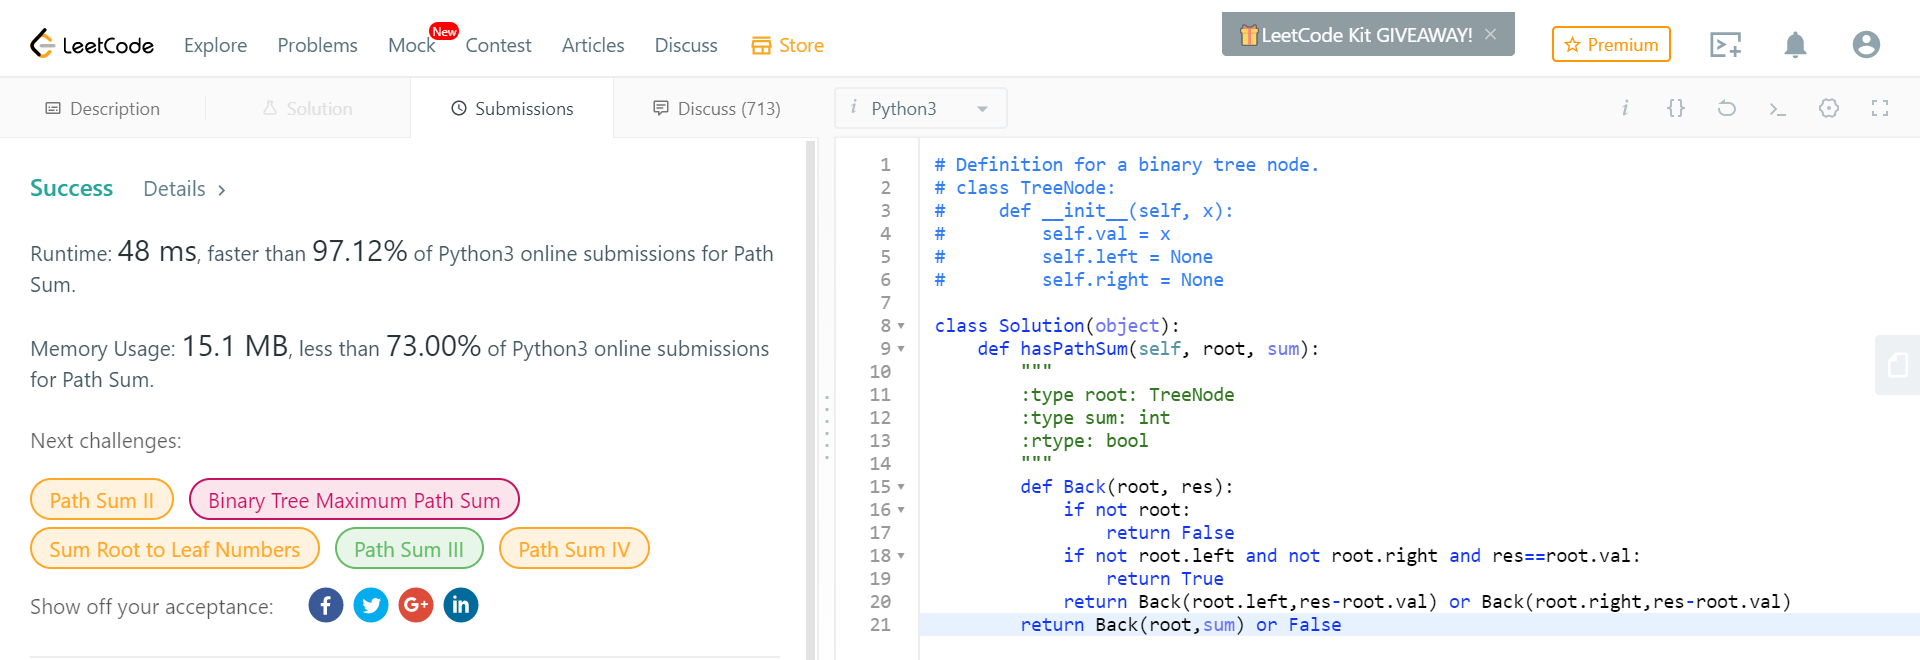 LeetCode Explore Problems Mock New Contest Articles Discuss Store LeetCode Kit GIVEAWAY! × Premium
Description Solution Submissions Discuss (713)
Success Details >
Runtime: 48 ms, faster than 97.12% of Python3 online submissions for Path
Sum.
Memory Usage: 15.1 MB, less than 73.00% of Python3 online submissions
for Path Sum.
Next challenges:
Path Sum II Binary Tree Maximum Path Sum
Sum Root to Leaf Numbers Path Sum III Path Sum IV
Show off your acceptance: f G+ in
i Python3 i {} >_
1 # Definition for a binary tree node.
2 # class TreeNode:
3 #     def __init__(self, x):
4 #         self.val = x
5 #         self.left = None
6 #         self.right = None
7
8 class Solution(object):
9     def hasPathSum(self, root, sum):
10         """
11         :type root: TreeNode
12         :type sum: int
13         :rtype: bool
14         """
15         def Back(root, res):
16             if not root:
17                 return False
18             if not root.left and not root.right and res==root.val:
19                 return True
20             return Back(root.left,res-root.val) or Back(root.right,res-root.val)
21         return Back(root,sum) or False